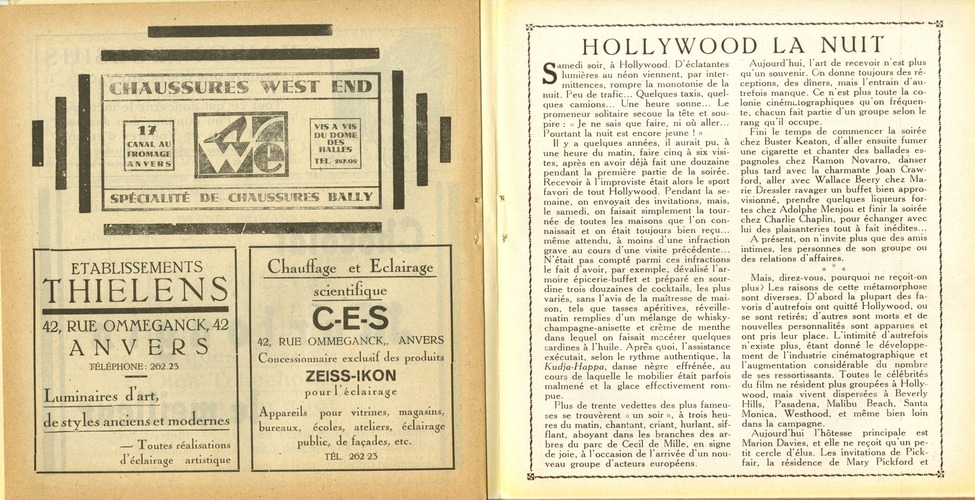 CHAUSSURES WEST END
17
CANAL AU
FROMAGE
ANVERS
VIS A VIS
DU DOME
DES
HALLES
TEL. 257.09
SPÉCIALITÉ DE CHAUSSURES BALLY
ETABLISSEMENTS
THIELENS
42, RUE OMMEGANCK, 42
ANVERS
TÉLÉPHONE: 262.23
Luminaires d'art,
de styles anciens et modernes
— Toutes réalisations
d'éclairage artistique
Chauffage et Eclairage
scientifique
C-E-S
42, RUE OMMEGANCK,, ANVERS
Concessionnaire exclusif des produits
ZEISS-IKON
pour l'éclairage
Appareils pour vitrines, magasins,
bureaux, écoles, ateliers, éclairage
public, de façades, etc.
TÉL. 262 23
HOLLYWOOD LA NUIT
Samedi soir, à Hollywood. D'éclatantes
lumières au néon viennent, par inter-
mittences, rompre la monotonie de la
nuit. Peu de trafic... Quelques taxis, quel-
ques camions... Une heure sonne... Le
promeneur solitaire secoue la tête et sou-
pire : « Je ne sais que faire, ni où aller...
Pourtant la nuit est encore jeune ! »
Il y a quelques années, il aurait pu, à
une heure du matin, faire cinq à six visi-
tes, après en avoir déjà fait une douzaine
pendant la première partie de la soirée.
Recevoir à l'improviste était alors le sport
favori de tout Hollywood. Pendant la se-
maine, on envoyait des invitations, mais,
le samedi, on faisait simplement la tour-
née de toutes les maisons que l'on con-
naissait et on était toujours bien reçu...
même attendu, à moins d'une infraction
grave au cours d'une visite précédente...
N'était pas compté parmi ces infractions
le fait d'avoir, par exemple, dévalisé l'ar-
moire épicerie-buffet et préparé en sour-
dine trois douzaines de cocktails, les plus
variés, sans l'avis de la maîtresse de mai-
son, tels que tasses apéritives, réveille-
matin remplies d'un mélange de whisky-
champagne-anisette et crème de menthe
dans lequel on faisait macérer quelques
sardines à l'huile. Après quoi, l'assistance
exécutait, selon le rythme authentique, la
Kudja-Happa, danse nègre effrénée, au
cours de laquelle le mobilier était parfois
malmené et la glace effectivement rom-
pue.
Plus de trente vedettes des plus fameu-
ses se trouvèrent « un soir », à trois heu-
res du matin, chantant, criant, hurlant, sif-
flant, aboyant dans les branches des ar-
bres du parc de Cecil de Mille, en signe
de joie, à l'occasion de l'arrivée d'un nou-
veau groupe d'acteurs européens.
Aujourd'hui, l'art de recevoir n'est plus
qu'un souvenir. On donne toujours des ré-
ceptions, des dîners, mais l'entrain d'au-
trefois manque. Ce n'est plus toute la co-
lonie cinématographiques qu'on fréquen-
te, chacun fait partie d'un groupe selon le
rang qu'il occupe.
Fini le temps de commencer la soirée
chez Buster Keaton, d'aller ensuite fumer
une cigarette et chanter des ballades es-
pagnoles chez Ramon Novarro, danser
plus tard avec la charmante Joan Craw-
ford, aller avec Wallace Beery chez Ma-
rie Dressler ravager un buffet bien appro-
visionné, prendre quelques liqueurs for-
tes chez Adolphe Menjou et finir la soirée
chez Charlie Chaplin, pour échanger avec
lui des plaisanteries tout à fait inédites...
A présent, on n'invite plus que des amis
intimes, les personnes de son groupe ou
des relations d'affaires.
* * *
Mais, direz-vous, pourquoi ne reçoit-on
plus? Les raisons de cette métamorphose
sont diverses. D'abord la plupart des fa-
voris d'autrefois ont quitté Hollywood, ou
se sont retirés; d'autres sont morts et de
nouvelles personnalités sont apparues et
ont pris leur place. L'intimité d'autrefois
n'existe plus, étant donné le développe-
ment de l'industrie cinématographique et
l'augmentation considérable du nombre
de ses ressortissants. Toutes les célébrités
du film ne résident plus groupées à Holly-
wood, mais vivent dispersées à Beverly
Hills, Pasadena, Malibu Beach, Santa
Monica, Westhood, et même bien loin
dans la campagne.
Aujourd'hui l'hôtesse principale est
Marion Davies, et elle ne reçoit qu'un pe-
tit cercle d'élus. Les invitations de Pick-
fair, la résidence de Mary Pickford et